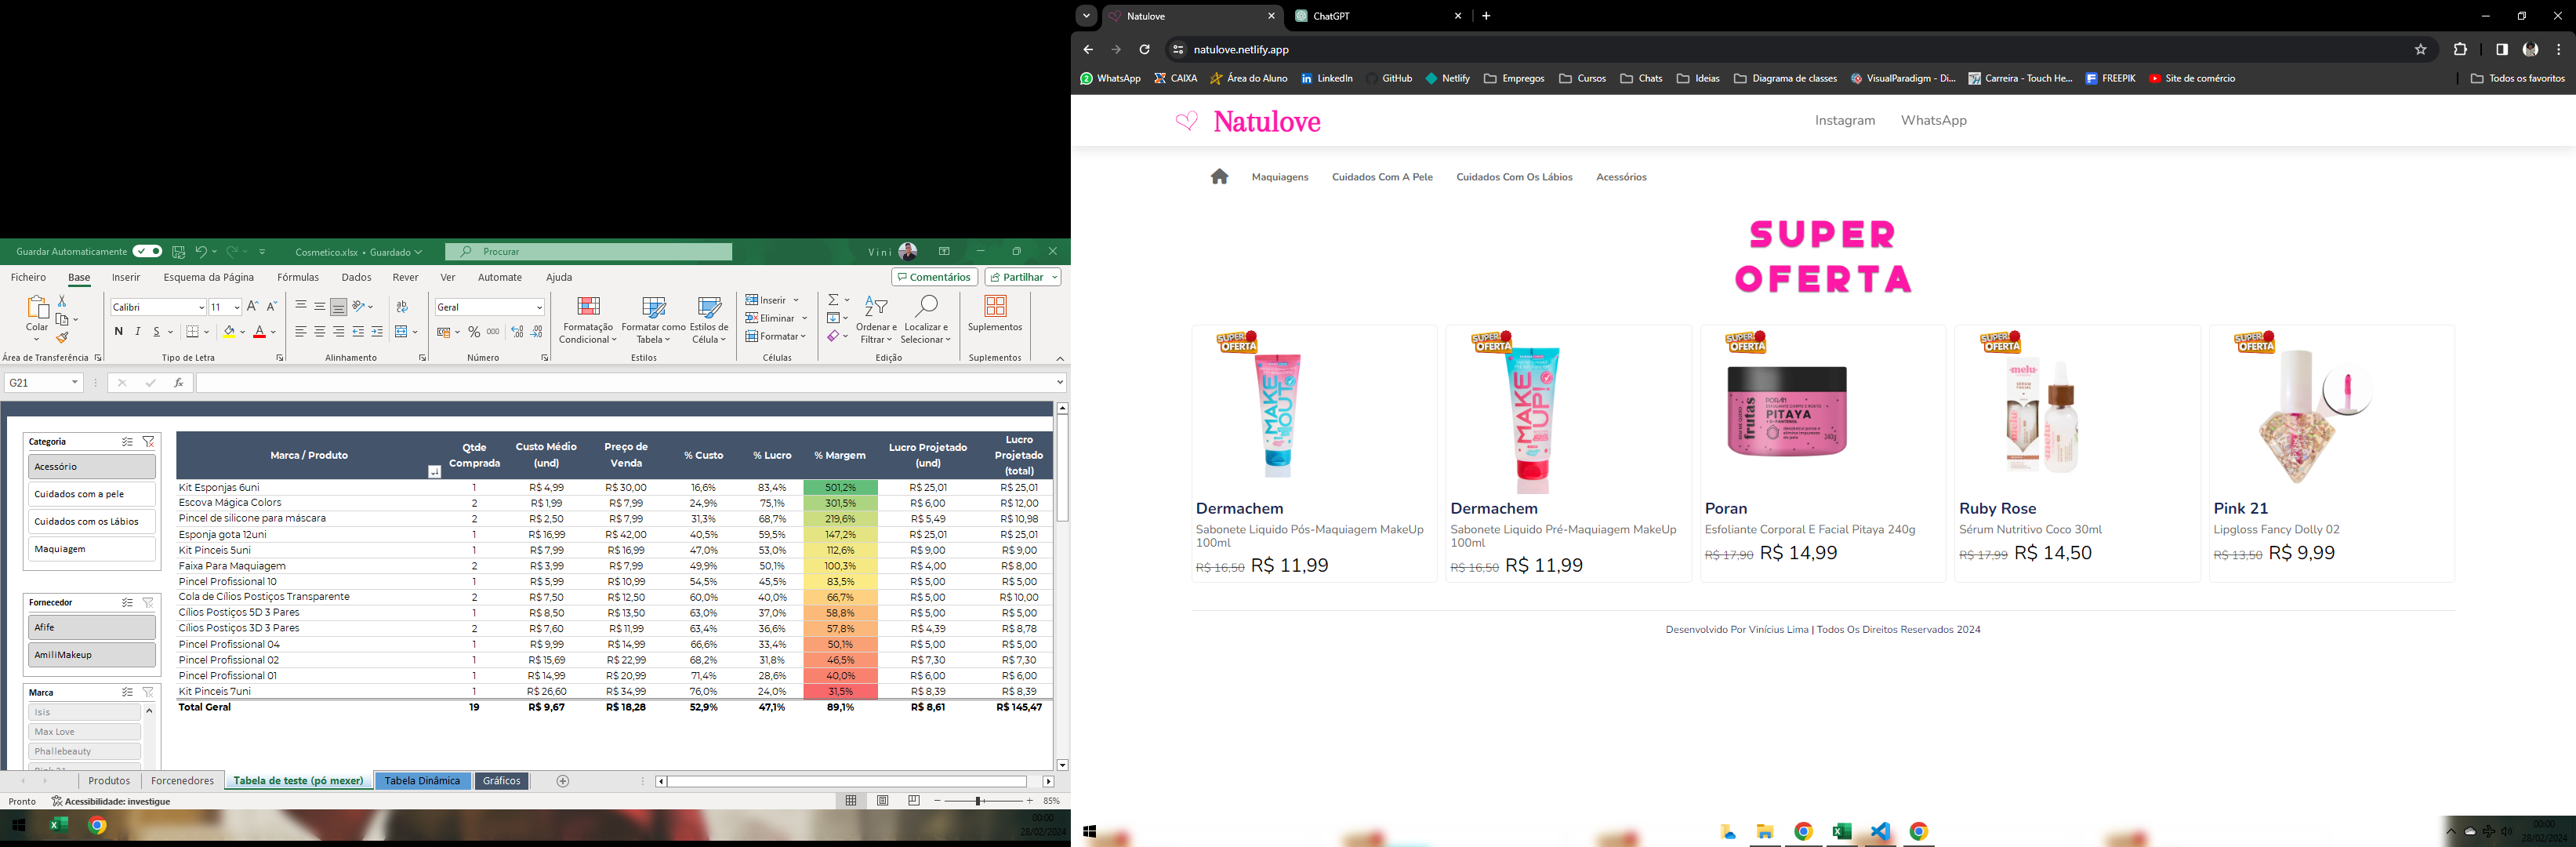 Guardar Automaticamente
Cosmetico.xlsx • Guardado
Procurar
Vini
Ficheiro Base Inserir Esquema da Página Fórmulas Dados Rever Ver Automate Ajuda
Comentários Partilhar
Colar
Calibri 11
N I S
ab
Geral
% 000
Formatação Condicional
Formatar como Tabela
Estilos de Célula
Inserir
Eliminar
Formatar
Ordenar e Filtrar
Localizar e Selecionar
Suplementos
Área de Transferência Tipo de Letra Alinhamento Número Estilos Células Edição Suplementos
G21 fx
Categoria
Acessório
Cuidados com a pele
Cuidados com os Lábios
Maquiagem
Fornecedor
Afife
AmiliMakeup
Marca
Isis
Max Love
Phallebeauty
Pink 21
Marca / Produto Qtde Comprada Custo Médio (und) Preço de Venda % Custo % Lucro % Margem Lucro Projetado (und) Lucro Projetado (total)
Kit Esponjas 6uni 1 R$ 4,99 R$ 30,00 16,6% 83,4% 501,2% R$ 25,01 R$ 25,01
Escova Mágica Colors 2 R$ 1,99 R$ 7,99 24,9% 75,1% 301,5% R$ 6,00 R$ 12,00
Pincel de silicone para máscara 2 R$ 2,50 R$ 7,99 31,3% 68,7% 219,6% R$ 5,49 R$ 10,98
Esponja gota 12uni 1 R$ 16,99 R$ 42,00 40,5% 59,5% 147,2% R$ 25,01 R$ 25,01
Kit Pinceis 5uni 1 R$ 7,99 R$ 16,99 47,0% 53,0% 112,6% R$ 9,00 R$ 9,00
Faixa Para Maquiagem 2 R$ 3,99 R$ 7,99 49,9% 50,1% 100,3% R$ 4,00 R$ 8,00
Pincel Profissional 10 1 R$ 5,99 R$ 10,99 54,5% 45,5% 83,5% R$ 5,00 R$ 5,00
Cola de Cílios Postiços Transparente 2 R$ 7,50 R$ 12,50 60,0% 40,0% 66,7% R$ 5,00 R$ 10,00
Cílios Postiços 5D 3 Pares 1 R$ 8,50 R$ 13,50 63,0% 37,0% 58,8% R$ 5,00 R$ 5,00
Cílios Postiços 3D 3 Pares 2 R$ 7,60 R$ 11,99 63,4% 36,6% 57,8% R$ 4,39 R$ 8,78
Pincel Profissional 04 1 R$ 9,99 R$ 14,99 66,6% 33,4% 50,1% R$ 5,00 R$ 5,00
Pincel Profissional 02 1 R$ 15,69 R$ 22,99 68,2% 31,8% 46,5% R$ 7,30 R$ 7,30
Pincel Profissional 01 1 R$ 14,99 R$ 20,99 71,4% 28,6% 40,0% R$ 6,00 R$ 6,00
Kit Pinceis 7uni 1 R$ 26,60 R$ 34,99 76,0% 24,0% 31,5% R$ 8,39 R$ 8,39
Total Geral 19 R$ 9,67 R$ 18,28 52,9% 47,1% 89,1% R$ 8,61 R$ 145,47
Produtos Forcenedores Tabela de teste (pó mexer) Tabela Dinâmica Gráficos
Pronto Acessibilidade: investigue 85%
00:00
28/02/2024
Natulove ChatGPT
natulove.netlify.app
WhatsApp CAIXA Área do Aluno LinkedIn GitHub Netlify Empregos Cursos Chats Ideias Diagrama de classes VisualParadigm - Di... Carreira - Touch He... FREEPIK Site de comércio Todos os favoritos
Natulove Instagram WhatsApp
Maquiagens Cuidados Com A Pele Cuidados Com Os Lábios Acessórios
SUPER
OFERTA
SUPER OFERTA
MAKE OUT
Dermachem
Sabonete Liquido Pós-Maquiagem MakeUp
100ml
R$ 16,50 R$ 11,99
SUPER OFERTA
MAKE UP!
Dermachem
Sabonete Liquido Pré-Maquiagem MakeUp
100ml
R$ 16,50 R$ 11,99
SUPER OFERTA
PORAN
frutas
PITAYA
240g
Poran
Esfoliante Corporal E Facial Pitaya 240g
R$ 17,90 R$ 14,99
SUPER OFERTA
melu
Ruby Rose
Sérum Nutritivo Coco 30ml
R$ 17,99 R$ 14,50
SUPER OFERTA
Pink 21
Lipgloss Fancy Dolly 02
R$ 13,50 R$ 9,99
Desenvolvido Por Vinícius Lima | Todos Os Direitos Reservados 2024
00:00
28/02/2024